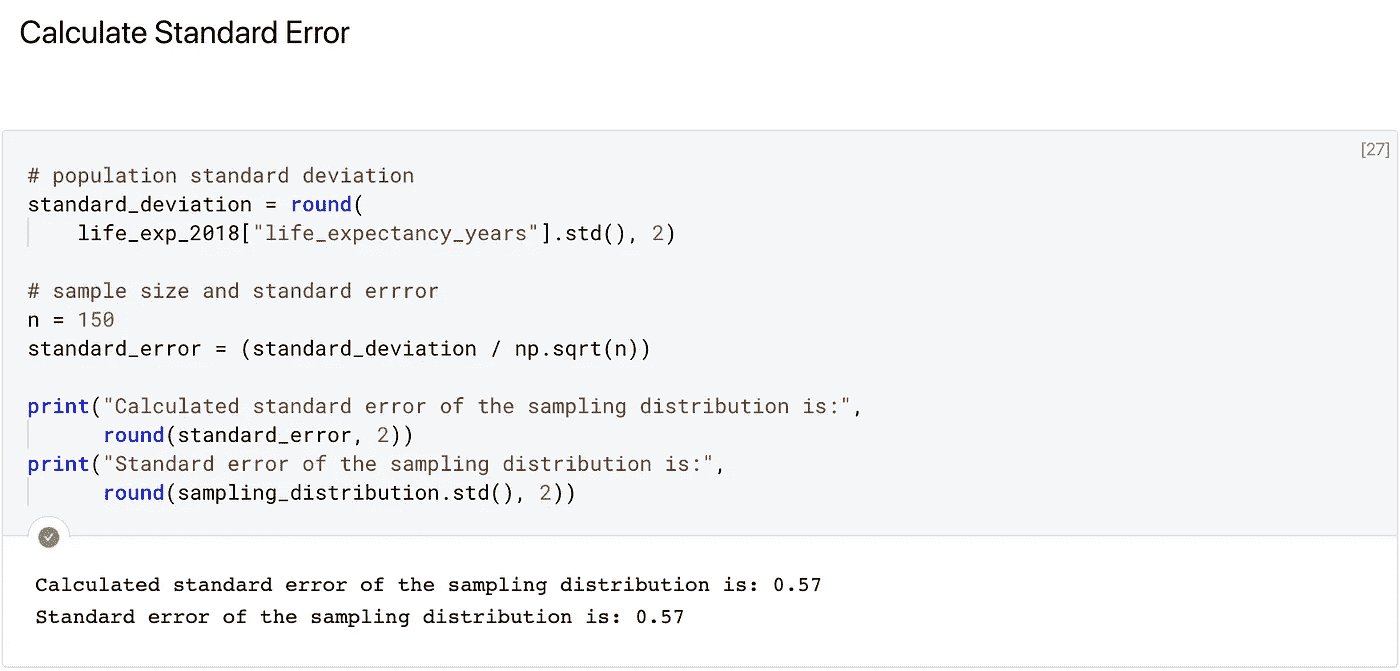 Calculate Standard Error
[27]
# population standard deviation
standard_deviation = round(
    life_exp_2018["life_expectancy_years"].std(), 2)
# sample size and standard errror
n = 150
standard_error = (standard_deviation / np.sqrt(n))
print("Calculated standard error of the sampling distribution is:",
      round(standard_error, 2))
print("Standard error of the sampling distribution is:",
      round(sampling_distribution.std(), 2))
Calculated standard error of the sampling distribution is: 0.57
Standard error of the sampling distribution is: 0.57